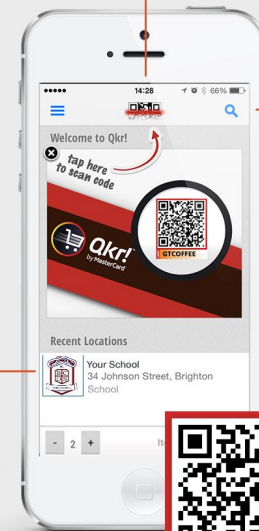 14:28
66%
Welcome to Qkr!
tap here
to scan code
Qkr!
by MasterCard
GTCOFFEE
Recent Locations
Your School
34 Johnson Street, Brighton
School
- 2 +